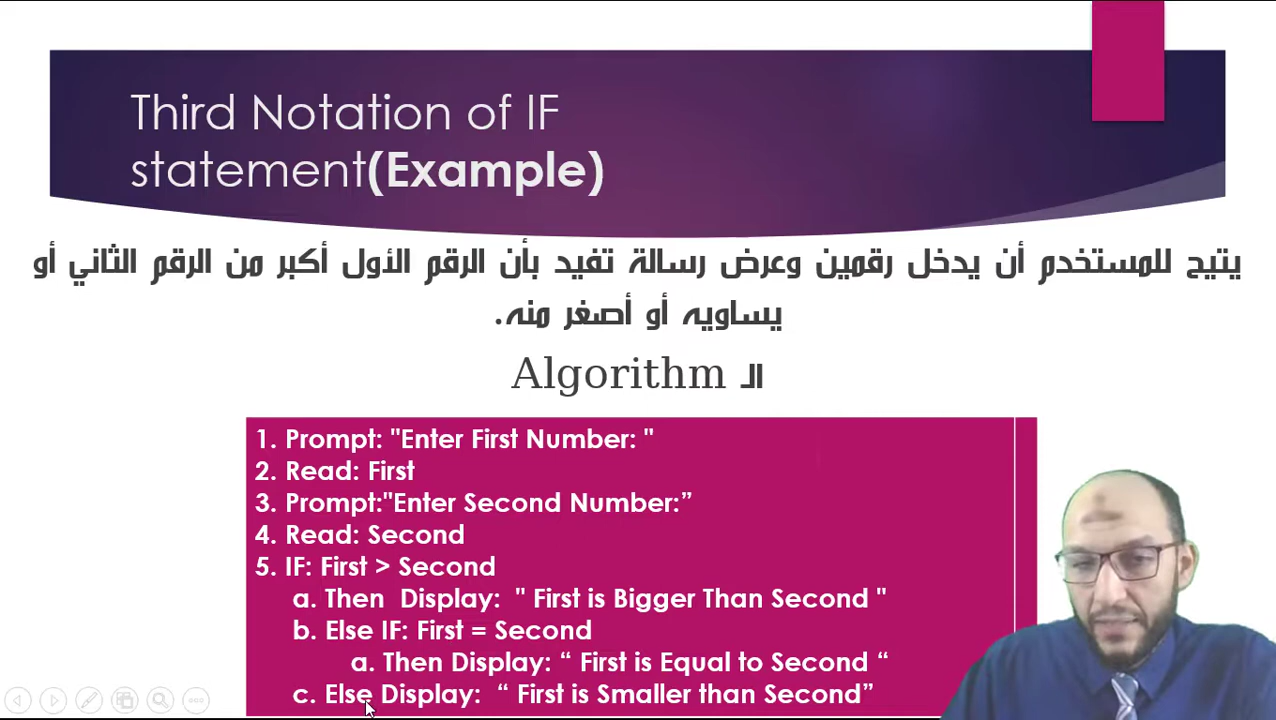 Third Notation of IF
statement(Example)
يتيح للمستخدم أن يدخل رقمين وعرض رسالة تفيد بأن الرقم الأول أكبر من الرقم الثاني أو
يساويه أو أصغر منه.
الـ Algorithm
1. Prompt: "Enter First Number: "
2. Read: First
3. Prompt:"Enter Second Number:”
4. Read: Second
5. IF: First > Second
a. Then Display: " First is Bigger Than Second "
b. Else IF: First = Second
a. Then Display: “ First is Equal to Second “
c. Else Display: “ First is Smaller than Second”